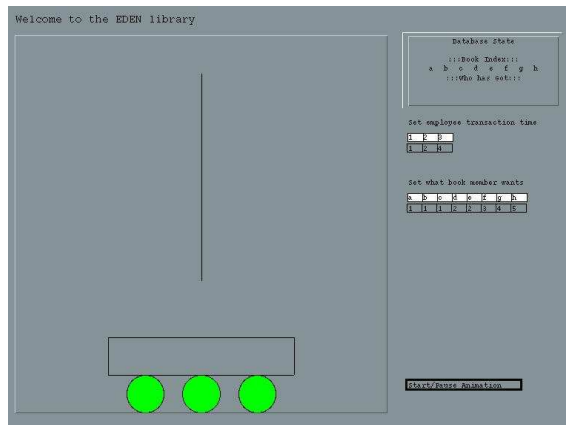 Welcome to the EDEN library
Database State
:::Book Index:::
a b c d e f g h
:::Who has Got:::
Set employee transaction time
1 2 3
1 2 4
Set what book member wants
a b c d e f g h
1 1 1 2 2 3 4 5
Start/Pause Animation